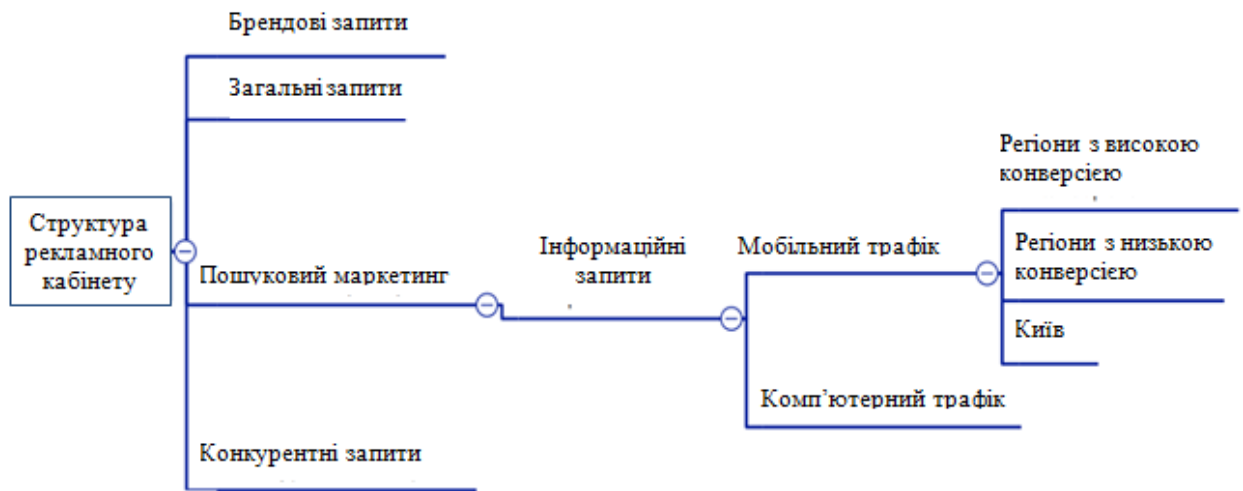 Брендові запити
Загальні запити
Структура
рекламного
кабінету
Пошуковий маркетинг
Інформаційні
запити
Мобільний трафік
Регіони з високою
конверсією
Регіони з низькою
конверсією
Київ
Комп’ютерний трафік
Конкурентні запити